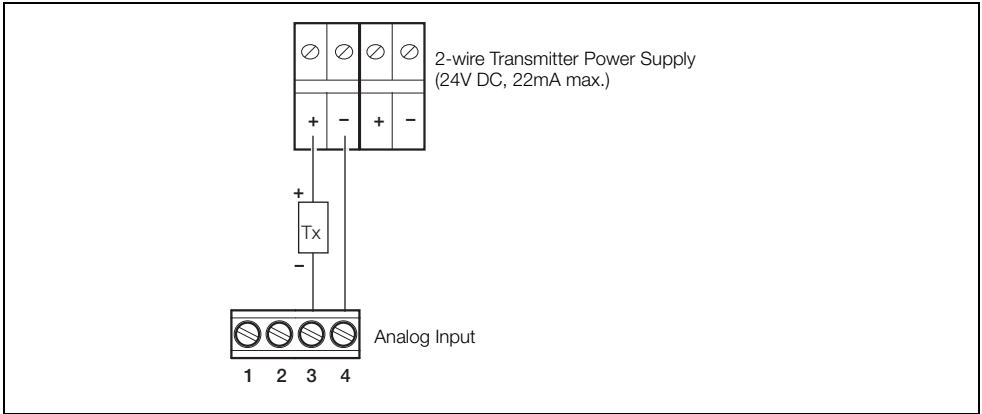 2-wire Transmitter Power Supply
(24V DC, 22mA max.)
+ − + −
+
Tx
−
Analog Input
1 2 3 4